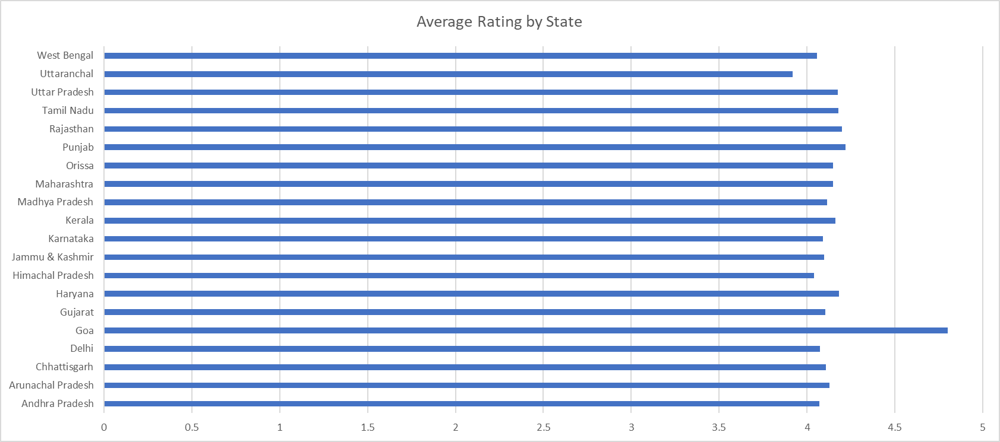 Average Rating by State
West Bengal
Uttaranchal
Uttar Pradesh
Tamil Nadu
Rajasthan
Punjab
Orissa
Maharashtra
Madhya Pradesh
Kerala
Karnataka
Jammu & Kashmir
Himachal Pradesh
Haryana
Gujarat
Goa
Delhi
Chhattisgarh
Arunachal Pradesh
Andhra Pradesh
0 0.5 1 1.5 2 2.5 3 3.5 4 4.5 5